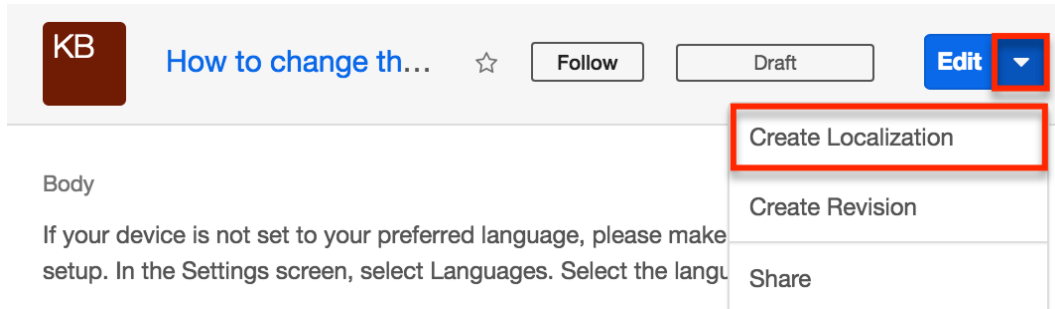 KB
How to change th...
Follow
Draft
Edit
Create Localization
Create Revision
Share
Body
If your device is not set to your preferred language, please make
setup. In the Settings screen, select Languages. Select the langu